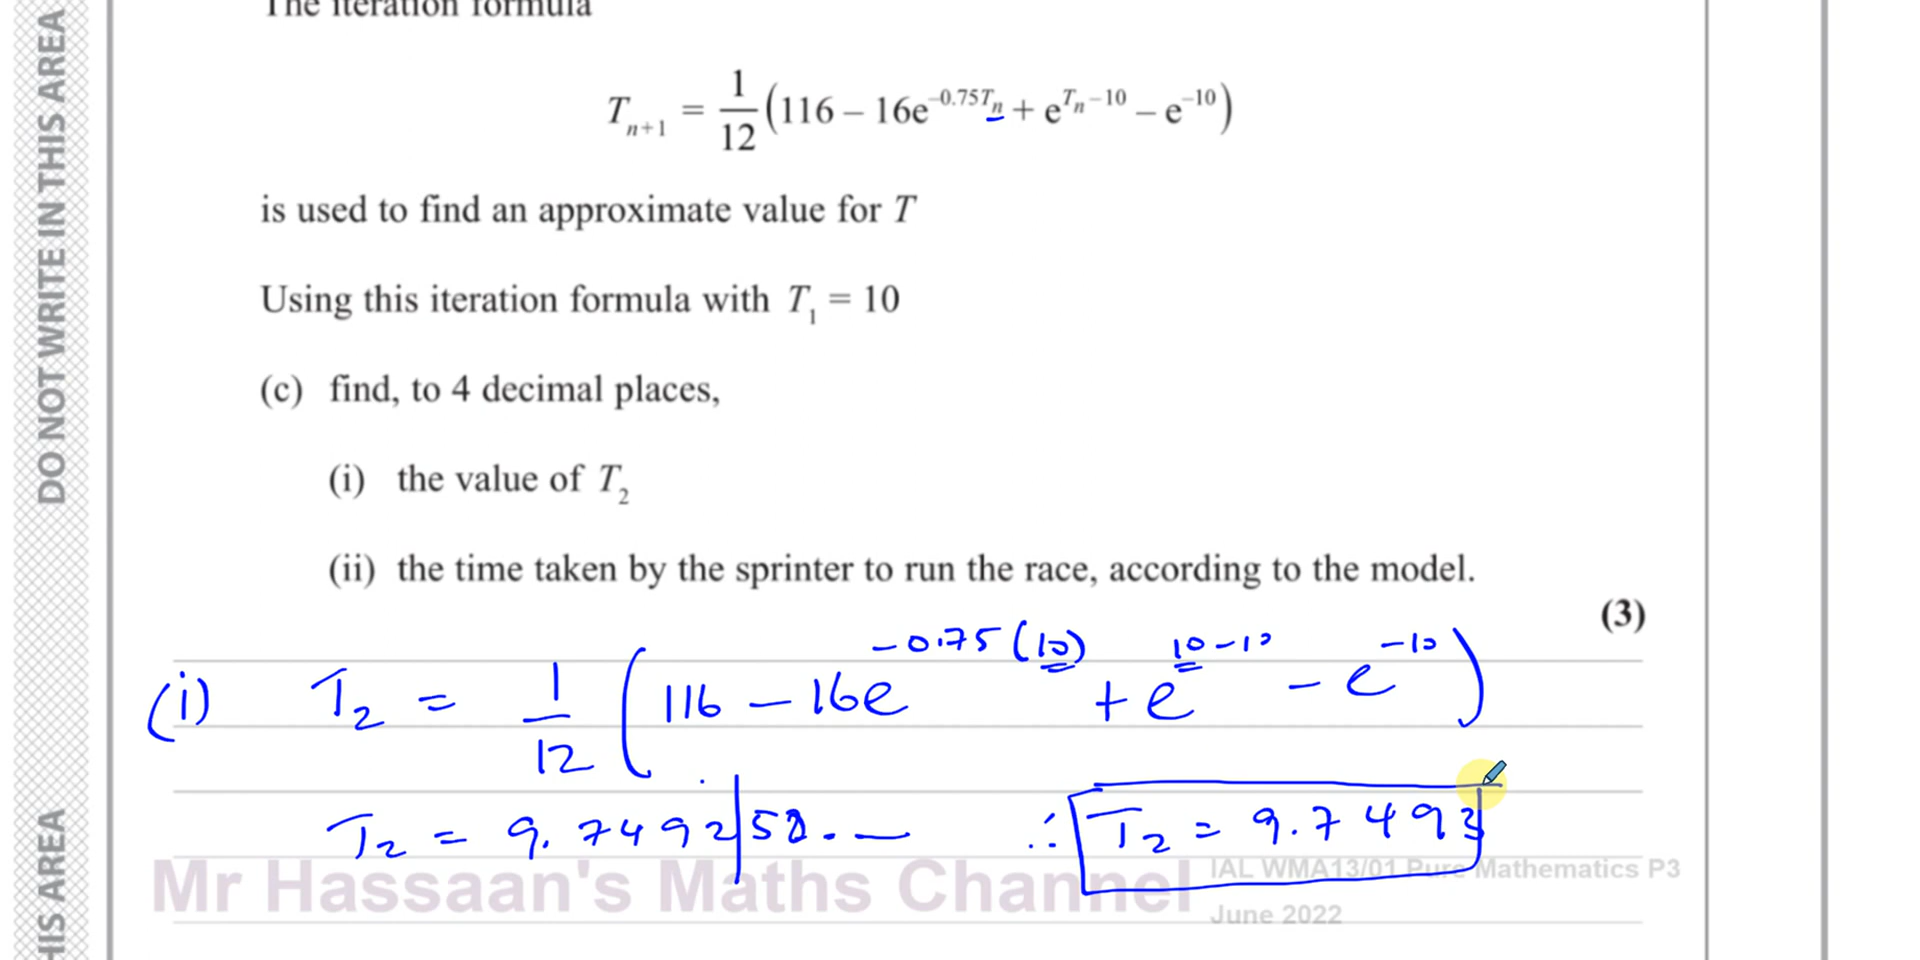 The iteration formula
T_{n+1} = 1/12 (116 – 16e^{–0.75T_n} + e^{T_n – 10} – e^{–10})
is used to find an approximate value for T
Using this iteration formula with T_1 = 10
(c) find, to 4 decimal places,
(i) the value of T_2
(ii) the time taken by the sprinter to run the race, according to the model.
(3)
(i) T_2 = 1/12 (116 – 16e^{–0.75(10)} + e^{10–10} – e^{–10})
T_2 = 9.7492|50.. — ∴ T_2 = 9.7493
Mr Hassaan's Maths Channel
IAL WMA13/01 Pure Mathematics P3
June 2022
DO NOT WRITE IN THIS AREA
HIS AREA